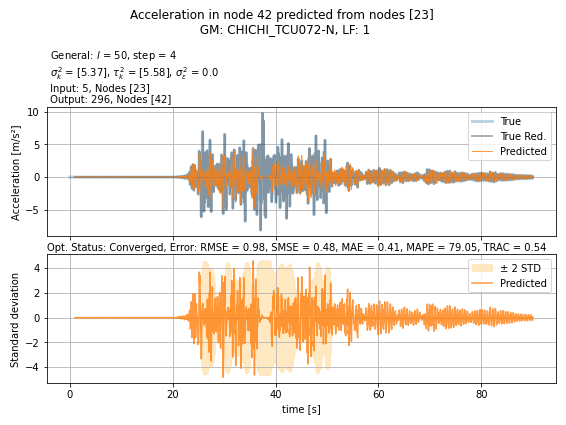 Acceleration in node 42 predicted from nodes [23]
GM: CHICHI_TCU072-N, LF: 1
General: l = 50, step = 4
σ²ₖ = [5.37], τ²ₖ = [5.58], σ²ε = 0.0
Input: 5, Nodes [23]
Output: 296, Nodes [42]
10
5
0
−5
Acceleration [m/s²]
True
True Red.
Predicted
Opt. Status: Converged, Error: RMSE = 0.98, SMSE = 0.48, MAE = 0.41, MAPE = 79.05, TRAC = 0.54
4
2
0
−2
−4
Standard deviation
± 2 STD
Predicted
0 20 40 60 80
time [s]